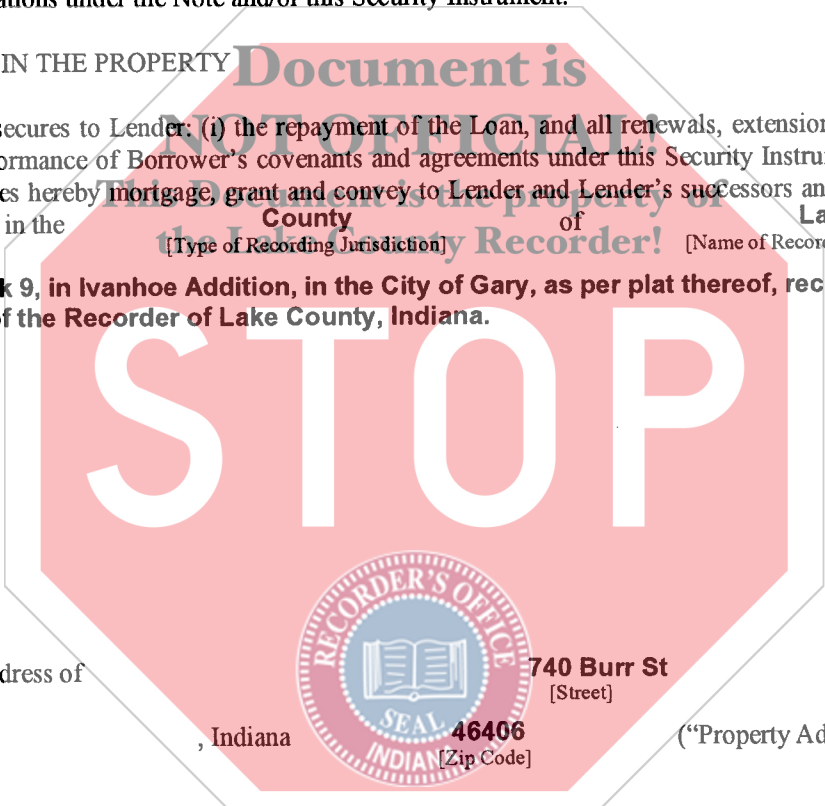 ations under the Note and/or this Security Instrument.
IN THE PROPERTY
Document is
ecures to Lender: (i) the repayment of the Loan, and all renewals, extension
NOT OFFICIAL!
ormance of Borrower's covenants and agreements under this Security Instru
es hereby mortgage, grant and convey to Lender and Lender's successors an
This Document is the property of
in the County of La
the Lake County Recorder!
[Type of Recording Jurisdiction] [Name of Record
k 9, in Ivanhoe Addition, in the City of Gary, as per plat thereof, rec
f the Recorder of Lake County, Indiana.
STOP
RECORDER'S OFFICE
SEAL
INDIANA
dress of 740 Burr St
[Street]
, Indiana 46406 ("Property Ad
[Zip Code]